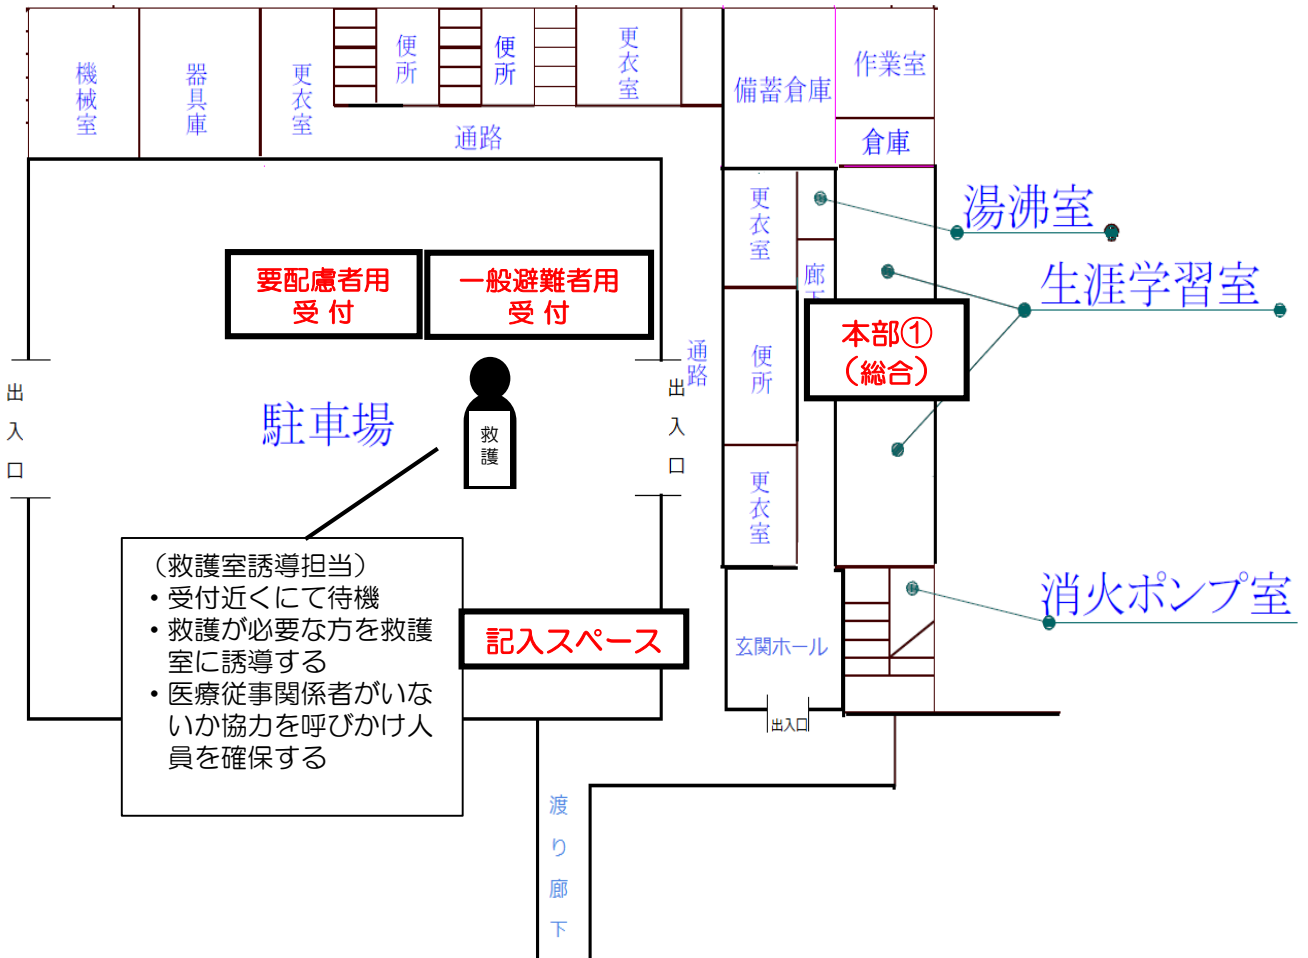 機械室
器具庫
更衣室
便所
便所
更衣室
備蓄倉庫
作業室
倉庫
通路
湯沸室
更衣室
廊下
生涯学習室
要配慮者用
受付
一般避難者用
受付
本部①
（総合）
便所
通路
出入口
出入口
駐車場
救護
更衣室
（救護室誘導担当）
・受付近くにて待機
・救護が必要な方を救護
室に誘導する
・医療従事関係者がいな
いか協力を呼びかけ人
員を確保する
記入スペース
玄関ホール
消火ポンプ室
出入口
渡り廊下